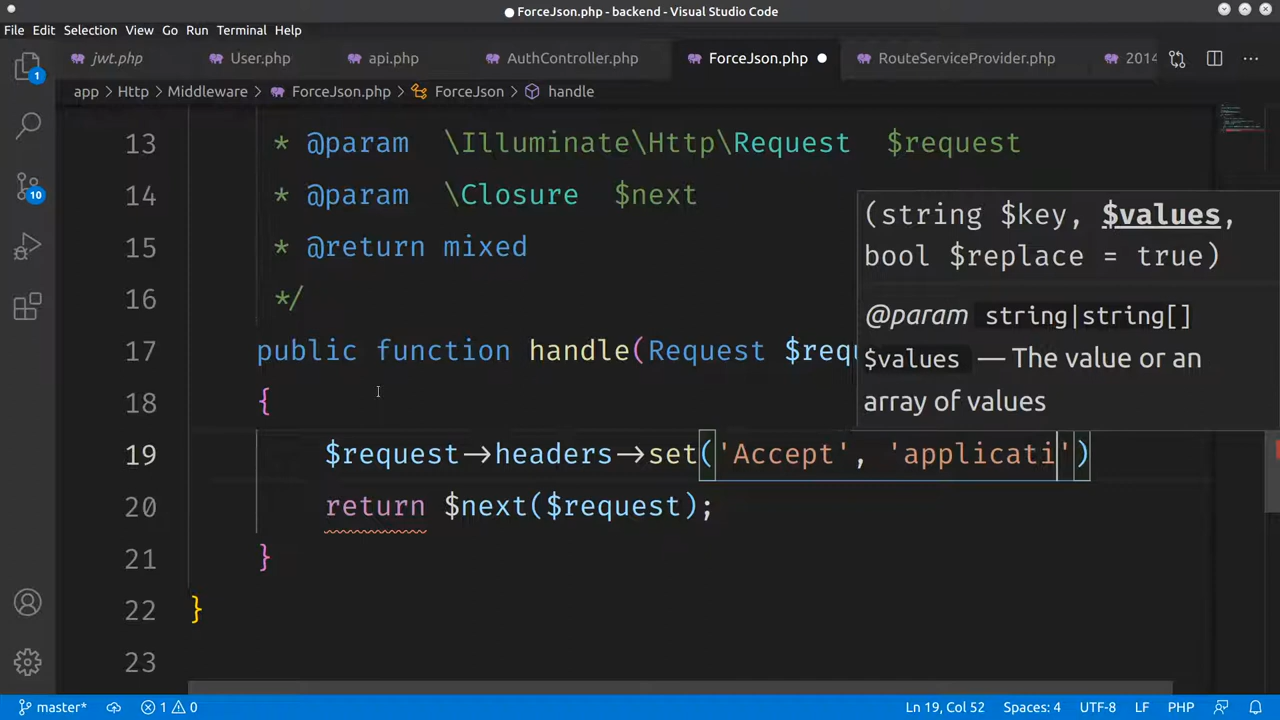 ForceJson.php - backend - Visual Studio Code
File Edit Selection View Go Run Terminal Help
jwt.php User.php api.php AuthController.php ForceJson.php RouteServiceProvider.php 2014
app > Http > Middleware > ForceJson.php > ForceJson > handle
1
10
13 * @param \Illuminate\Http\Request $request
14 * @param \Closure $next
15 * @return mixed
16 */
17 public function handle(Request $requ
18 {
19 $request->headers->set('Accept', 'applicati')
20 return $next($request);
21 }
22 }
23
(string $key, $values,
bool $replace = true)
@param string|string[]
$values — The value or an
array of values
master* 1 0 Ln 19, Col 52 Spaces: 4 UTF-8 LF PHP